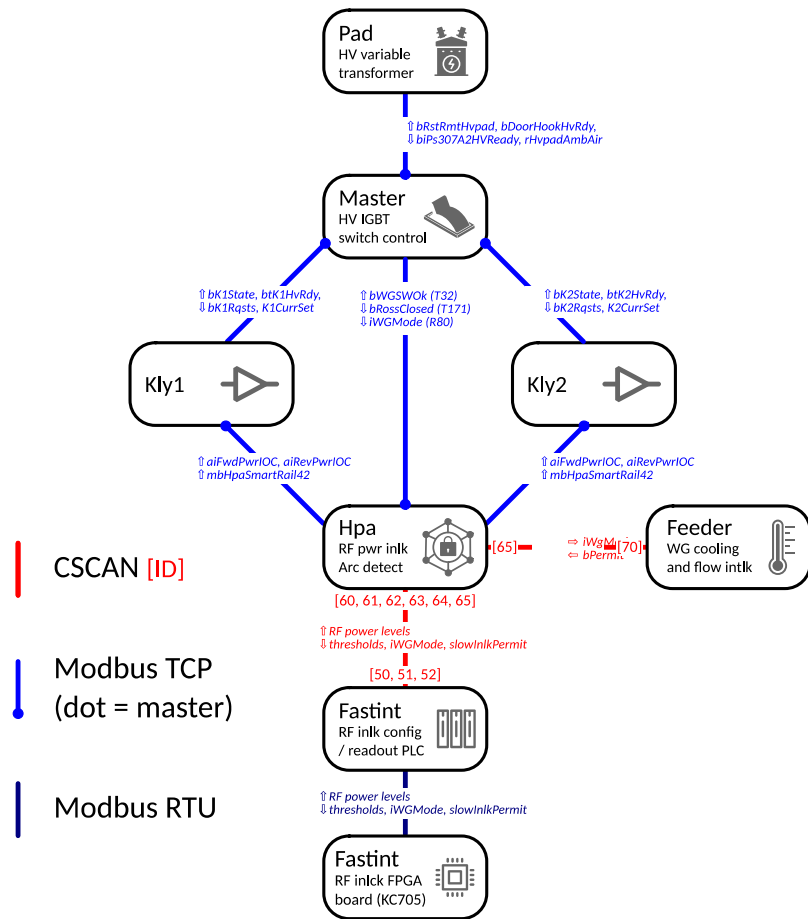 Pad
HV variable
transformer
⇧ bRstRmtHvpad, bDoorHookHvRdy,
⇩ biPs307A2HVReady, rHvpadAmbAir
Master
HV IGBT
switch control
⇧ bK1State, btK1HvRdy,
⇩ bK1Rqsts, K1CurrSet
⇧ bWGSWOk (T32)
⇩ bRossClosed (T171)
⇩ iWGMode (R80)
⇧ bK2State, btK2HvRdy,
⇩ bK2Rqsts, K2CurrSet
Kly1
Kly2
⇧ aiFwdPwrIOC, aiRevPwrIOC
⇧ mbHpaSmartRail42
⇧ aiFwdPwrIOC, aiRevPwrIOC
⇧ mbHpaSmartRail42
Hpa
RF pwr inlk
Arc detect
[65]
⇨
⇦ bPermit
[70]
Feeder
WG cooling
and flow intlk
[60, 61, 62, 63, 64, 65]
⇧ RF power levels
⇩ thresholds, iWGMode, slowInlkPermit
[50, 51, 52]
Fastint
RF inlk config
/ readout PLC
⇧ RF power levels
⇩ thresholds, iWGMode, slowInlkPermit
Fastint
RF inlck FPGA
board (KC705)
CSCAN [ID]
Modbus TCP
(dot = master)
Modbus RTU